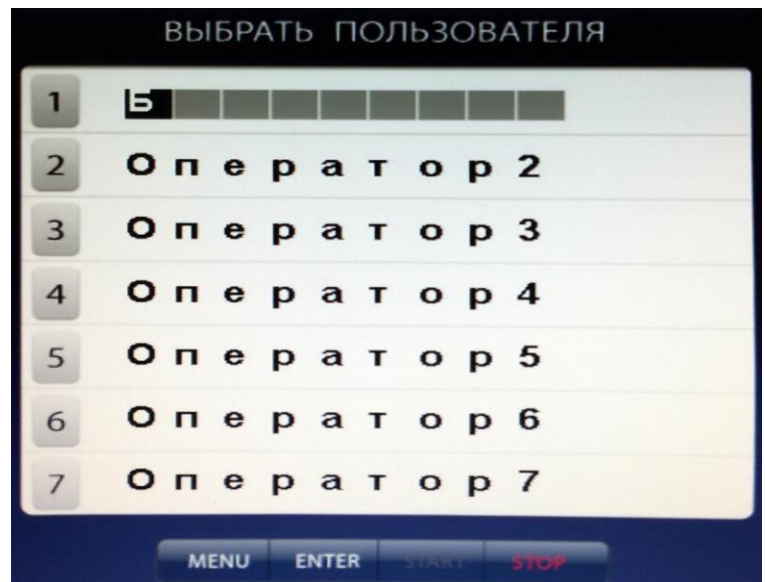 ВЫБРАТЬ ПОЛЬЗОВАТЕЛЯ
1 Б
2 Оператор2
3 Оператор3
4 Оператор4
5 Оператор5
6 Оператор6
7 Оператор7
MENU ENTER START STOP